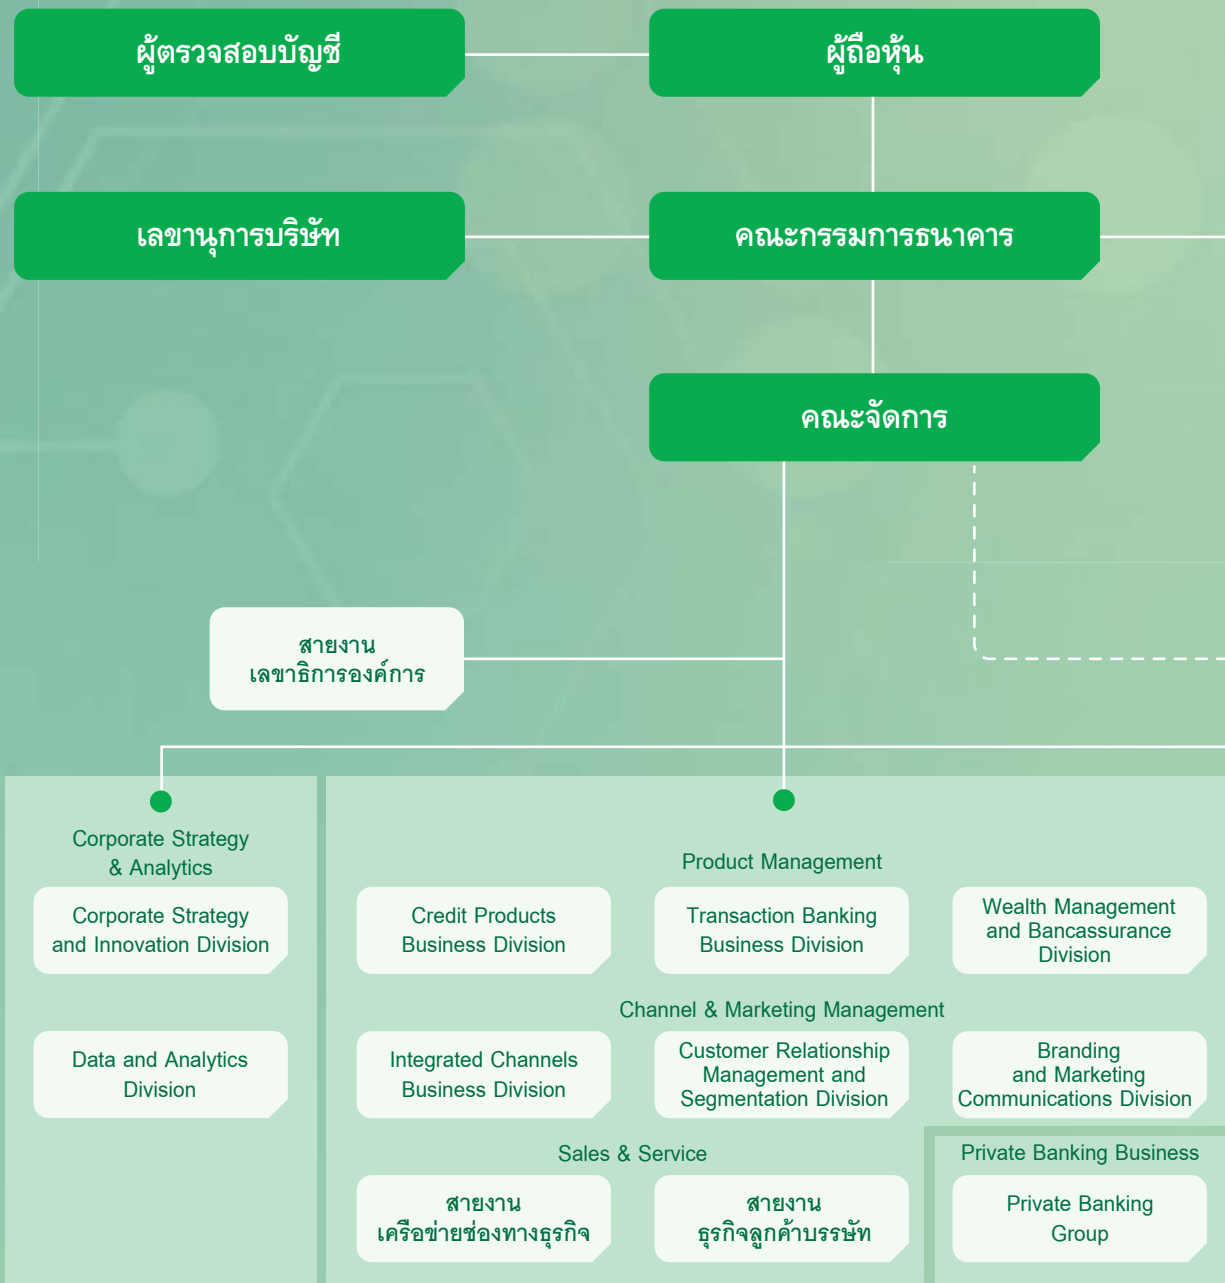 ผู้ตรวจสอบบัญชี
ผู้ถือหุ้น
เลขานุการบริษัท
คณะกรรมการธนาคาร
คณะจัดการ
สายงาน
เลขาธิการองค์การ
Corporate Strategy
& Analytics
Corporate Strategy
and Innovation Division
Data and Analytics
Division
Product Management
Credit Products
Business Division
Transaction Banking
Business Division
Wealth Management
and Bancassurance
Division
Channel & Marketing Management
Integrated Channels
Business Division
Customer Relationship
Management and
Segmentation Division
Branding
and Marketing
Communications Division
Sales & Service
สายงาน
เครือข่ายช่องทางธุรกิจ
สายงาน
ธุรกิจลูกค้าบรรษัท
Private Banking Business
Private Banking
Group